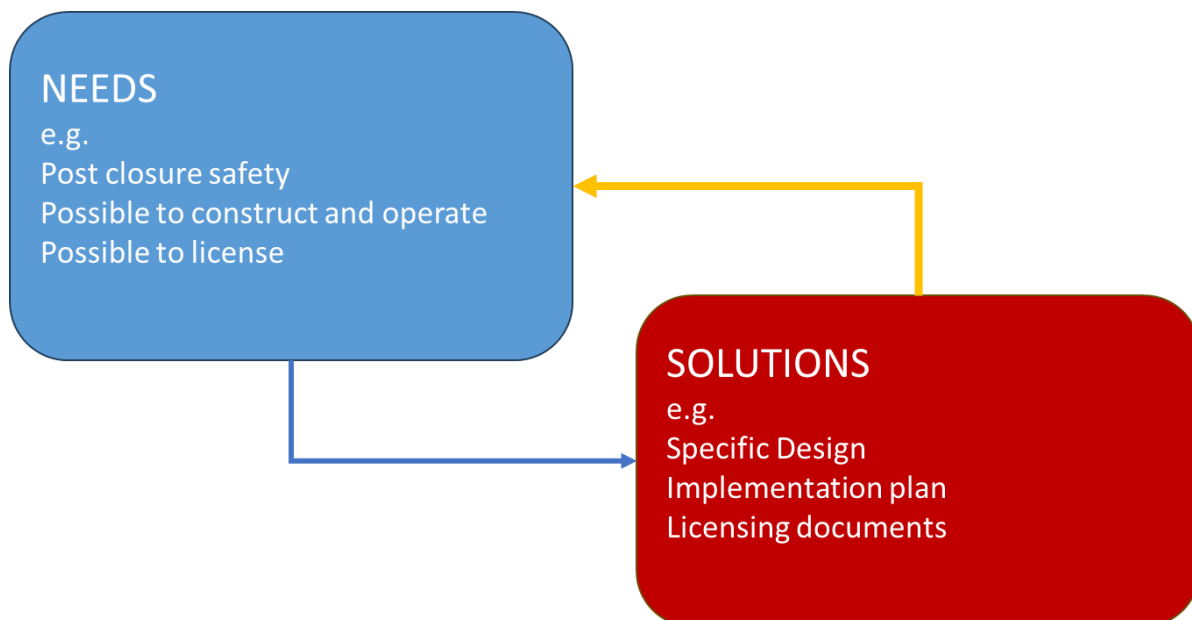 NEEDS
e.g.
Post closure safety
Possible to construct and operate
Possible to license
SOLUTIONS
e.g.
Specific Design
Implementation plan
Licensing documents